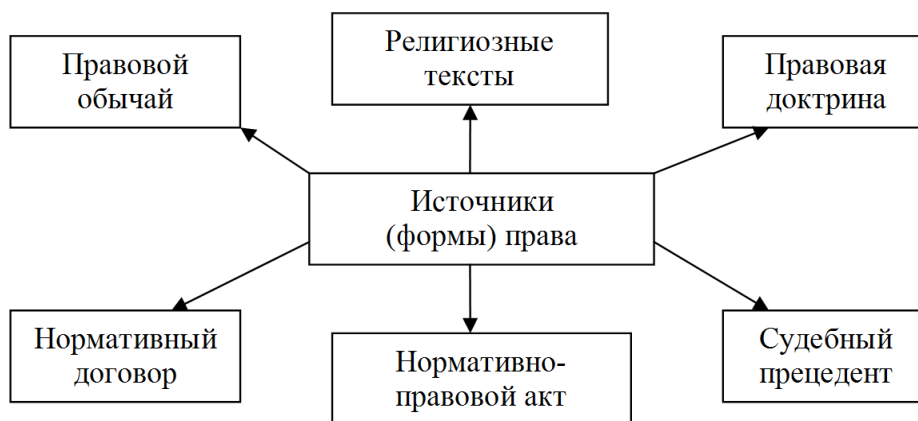 Правовой
обычай
Религиозные
тексты
Правовая
доктрина
Источники
(формы) права
Нормативный
договор
Нормативно-
правовой акт
Судебный
прецедент